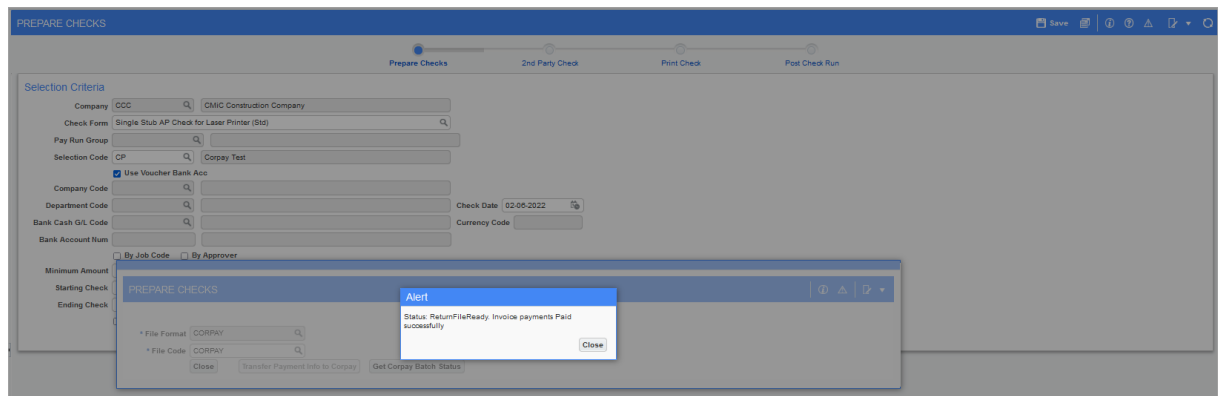 PREPARE CHECKS
Save
Prepare Checks 2nd Party Check Print Check Post Check Run
Selection Criteria
Company CCC CMiC Construction Company
Check Form Single Stub AP Check for Laser Printer (Std)
Pay Run Group
Selection Code CP Corpay Test
Use Voucher Bank Acc
Company Code
Department Code Check Date 02-06-2022
Bank Cash G/L Code Currency Code
Bank Account Num
By Job Code By Approver
Minimum Amount
Starting Check
Ending Check
PREPARE CHECKS
Alert
Status: ReturnFileReady. Invoice payments Paid
successfully
Close
* File Format CORPAY
* File Code CORPAY
Close Transfer Payment Info to Corpay Get Corpay Batch Status